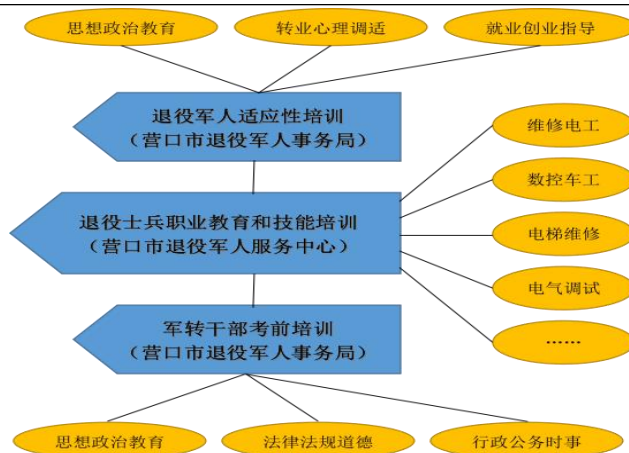 思想政治教育
转业心理调适
就业创业指导
退役军人适应性培训
（营口市退役军人事务局）
维修电工
数控车工
退役士兵职业教育和技能培训
（营口市退役军人服务中心）
电梯维修
电气调试
军转干部考前培训
（营口市退役军人事务局）
……
思想政治教育
法律法规道德
行政公务时事